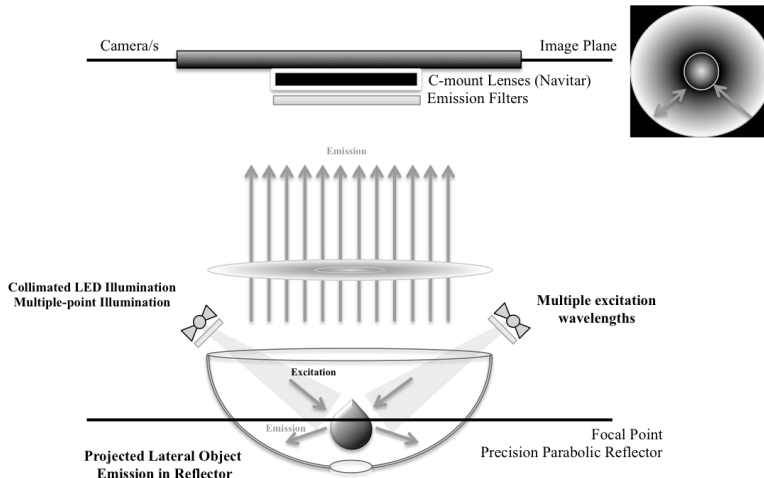 Camera/s
Image Plane
C-mount Lenses (Navitar)
Emission Filters
Emission
Collimated LED Illumination
Multiple-point Illumination
Multiple excitation
wavelengths
Excitation
Emission
Focal Point
Precision Parabolic Reflector
Projected Lateral Object
Emission in Reflector